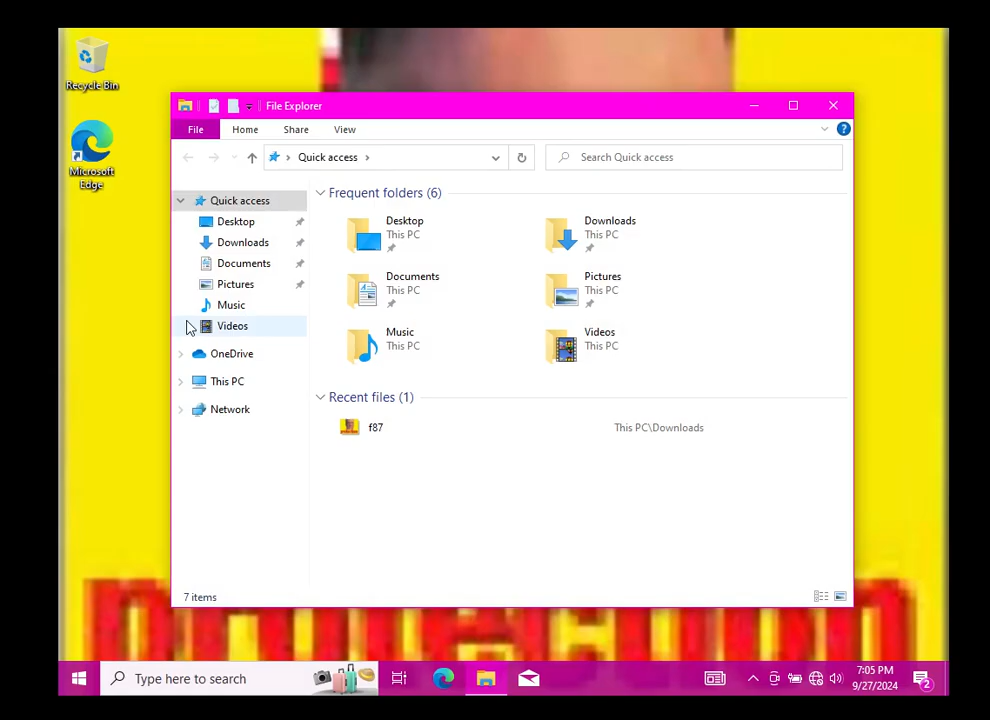 Recycle Bin
Microsoft
Edge
File Explorer
File Home Share View
Quick access
Search Quick access
Quick access
Desktop
Downloads
Documents
Pictures
Music
Videos
OneDrive
This PC
Network
Frequent folders (6)
Desktop
This PC
Downloads
This PC
Documents
This PC
Pictures
This PC
Music
This PC
Videos
This PC
Recent files (1)
f87 This PC\Downloads
7 items
Type here to search
7:05 PM
9/27/2024
2